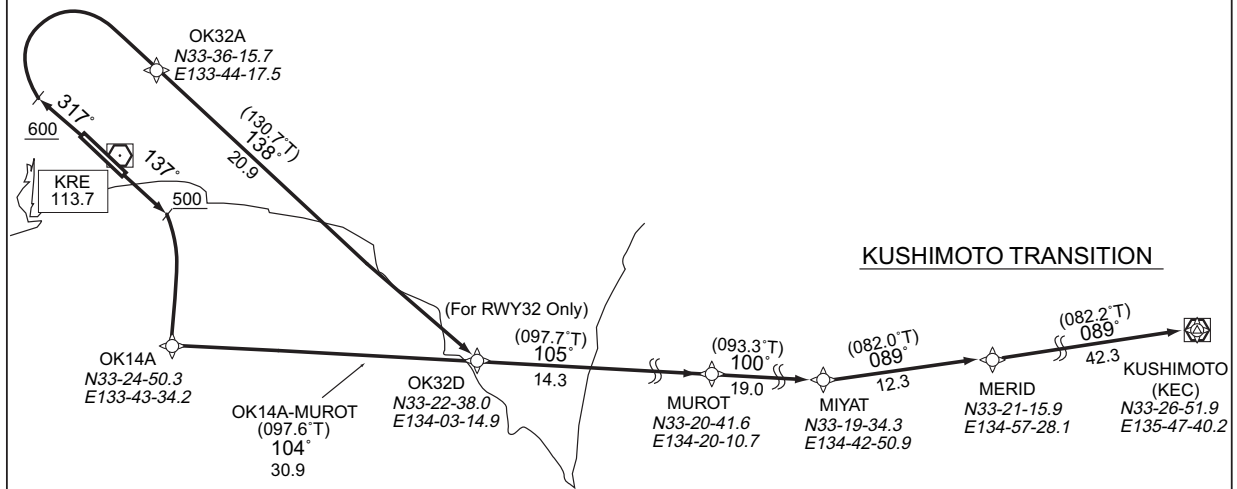 OK32A
N33-36-15.7
E133-44-17.5
317°
600
(130.7°T)
138°
20.9
137°
KRE
113.7
500
KUSHIMOTO TRANSITION
(For RWY32 Only)
(097.7°T)
105°
14.3
(093.3°T)
100°
19.0
(082.0°T)
089°
12.3
(082.2°T)
089°
42.3
OK14A
N33-24-50.3
E133-43-34.2
OK14A-MUROT
(097.6°T)
104°
30.9
OK32D
N33-22-38.0
E134-03-14.9
MUROT
N33-20-41.6
E134-20-10.7
MIYAT
N33-19-34.3
E134-42-50.9
MERID
N33-21-15.9
E134-57-28.1
KUSHIMOTO
(KEC)
N33-26-51.9
E135-47-40.2